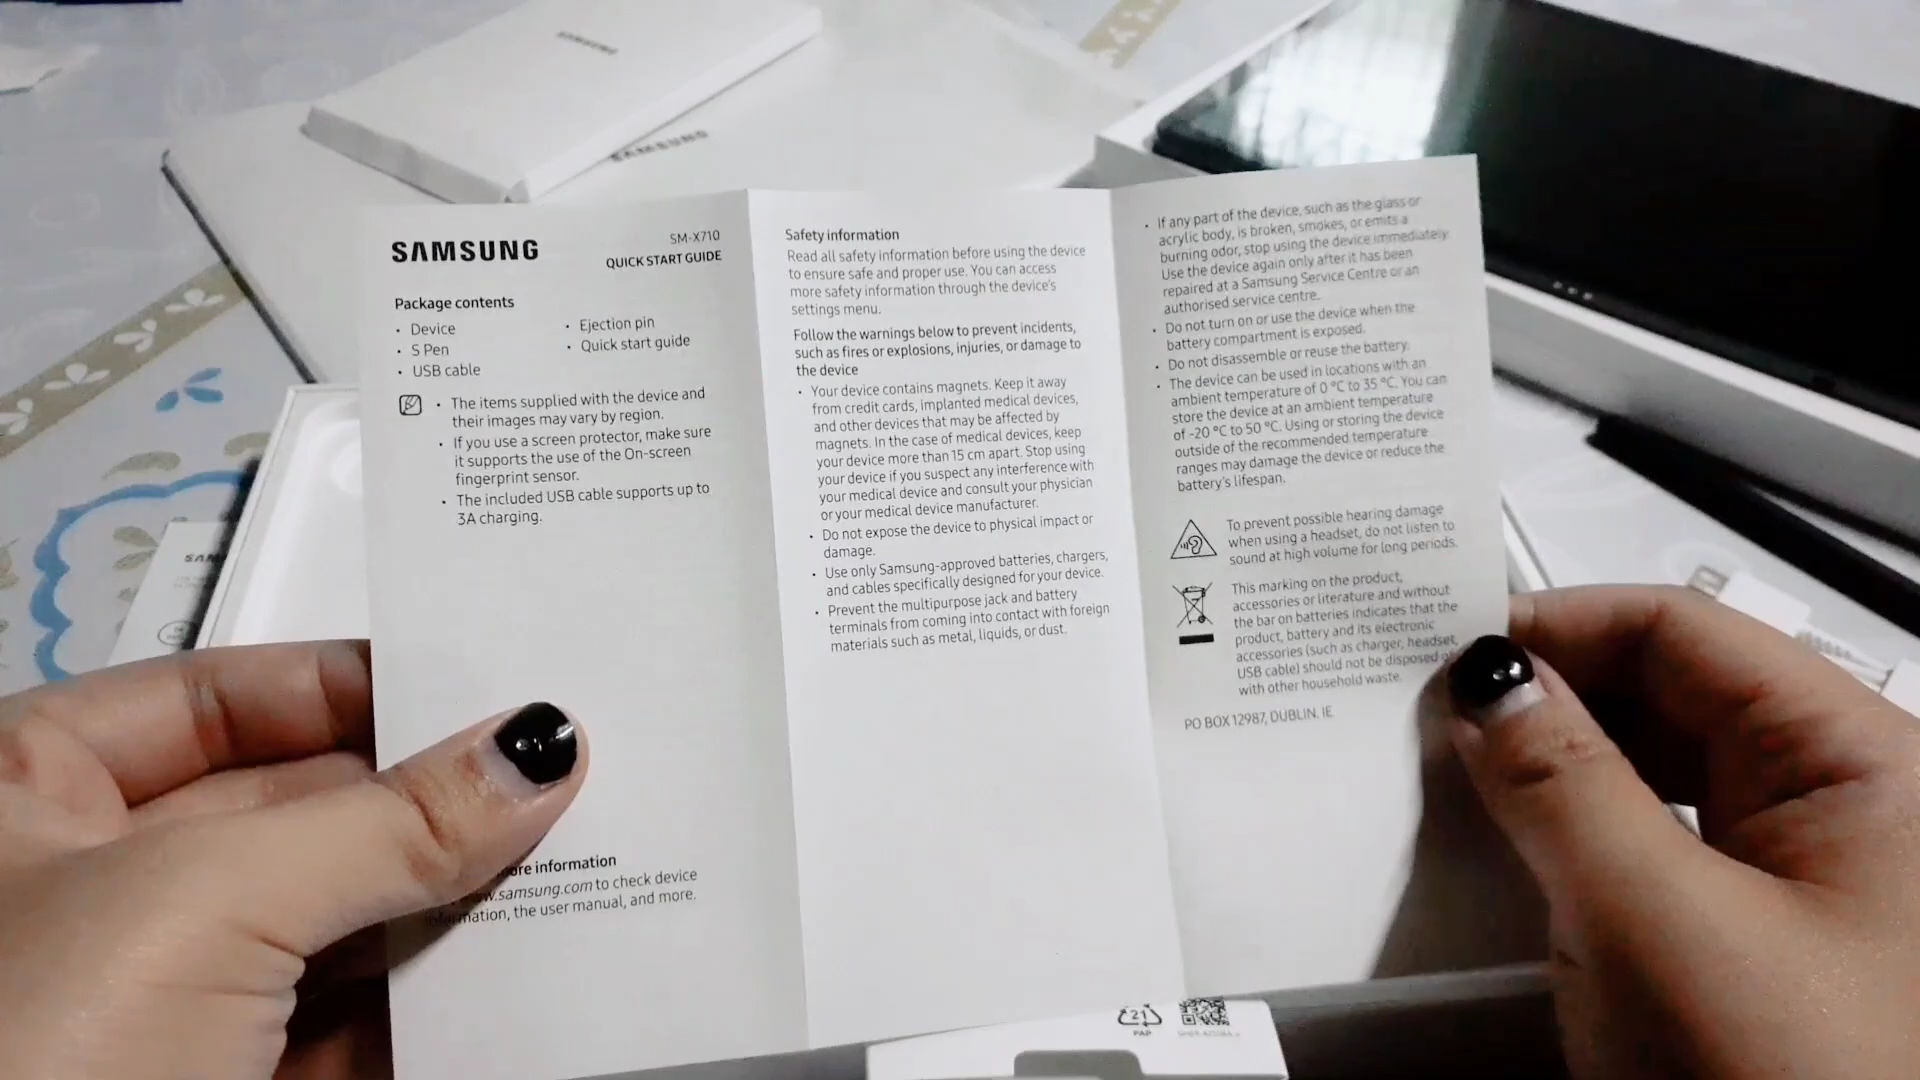 SAMSUNG
SAMSUNG
SAMSUNG
SM-X710
QUICK START GUIDE
Package contents
• Device
• S Pen
• USB cable
• Ejection pin
• Quick start guide
• The items supplied with the device and
their images may vary by region.
• If you use a screen protector, make sure
it supports the use of the On-screen
fingerprint sensor.
• The included USB cable supports up to
3A charging.
information
.samsung.com to check device
the user manual, and more.
Safety information
Read all safety information before using the device
to ensure safe and proper use. You can access
more safety information through the device's
settings menu.
Follow the warnings below to prevent incidents,
such as fires or explosions, injuries, or damage to
the device
• Your device contains magnets. Keep it away
from credit cards, implanted medical devices,
and other devices that may be affected by
magnets. In the case of medical devices, keep
your device more than 15 cm apart. Stop using
your device if you suspect any interference with
your medical device and consult your physician
or your medical device manufacturer.
• Do not expose the device to physical impact or
damage.
• Use only Samsung-approved batteries, chargers,
and cables specifically designed for your device.
• Prevent the multipurpose jack and battery
terminals from coming into contact with foreign
materials such as metal, liquids, or dust.
• If any part of the device, such as the glass or
acrylic body, is broken, smokes, or emits a
burning odor, stop using the device immediately.
Use the device again only after it has been
repaired at a Samsung Service Centre or an
authorised service centre.
• Do not turn on or use the device when the
battery compartment is exposed.
• Do not disassemble or reuse the battery.
• The device can be used in locations with an
ambient temperature of 0 °C to 35 °C. You can
store the device at an ambient temperature
of -20 °C to 50 °C. Using or storing the device
outside of the recommended temperature
ranges may damage the device or reduce the
battery's lifespan.
To prevent possible hearing damage
when using a headset, do not listen to
sound at high volume for long periods.
This marking on the product,
accessories or literature and without
the bar on batteries indicates that the
product, battery and its electronic
accessories (such as charger, headset,
USB cable) should not be disposed of
with other household waste.
PO BOX 12987, DUBLIN. IE
21
PAP